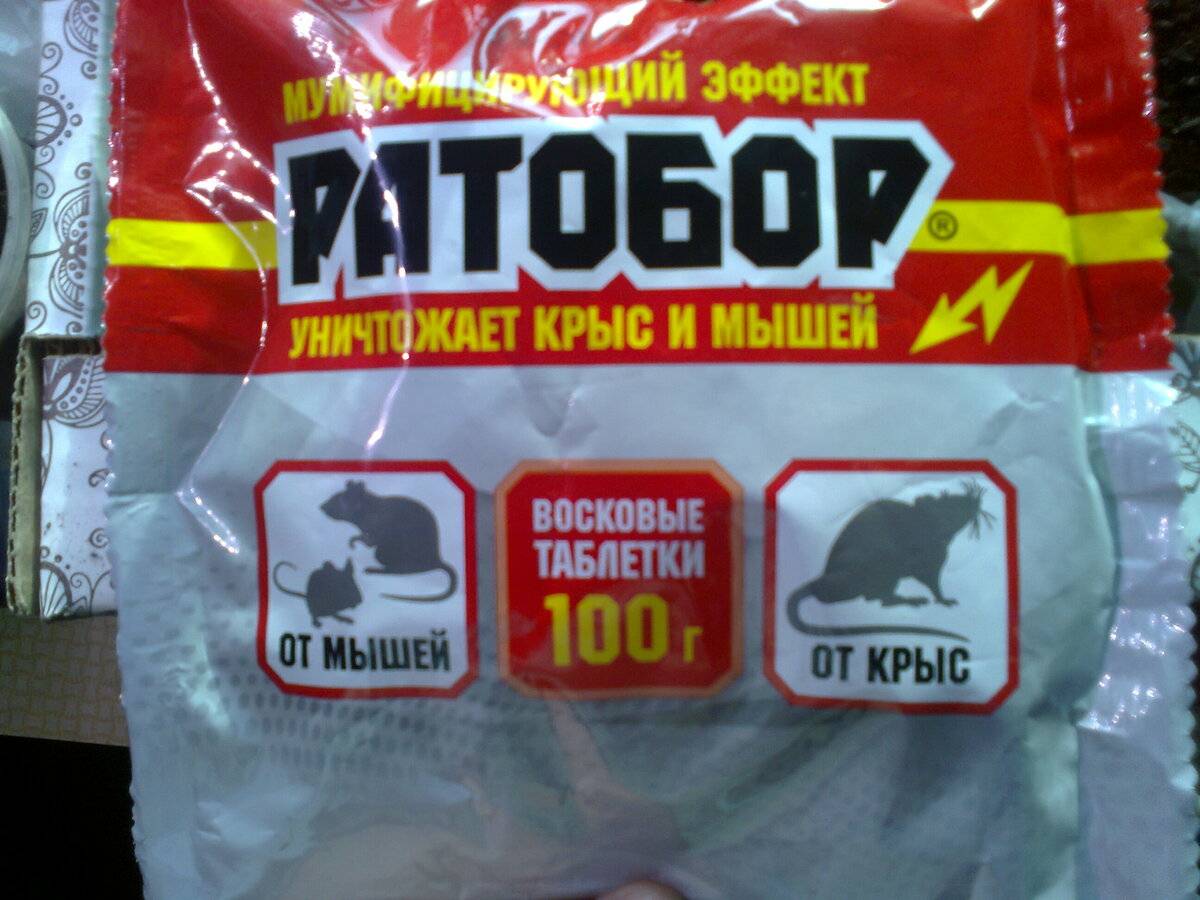 МУМИФИЦИРУЮЩИЙ ЭФФЕКТ
РАТОБОР
®
УНИЧТОЖАЕТ КРЫС И МЫШЕЙ
ОТ МЫШЕЙ
ВОСКОВЫЕ
ТАБЛЕТКИ
100 г
ОТ КРЫС